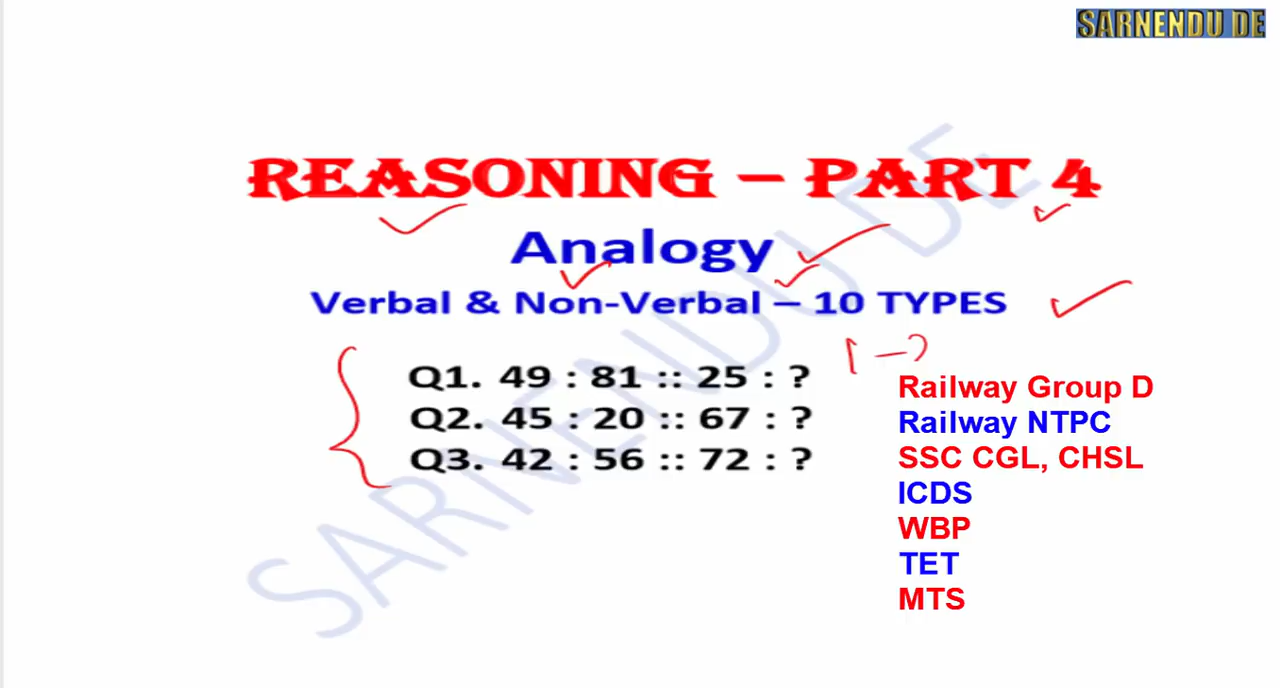 SARNENDU DE
REASONING – PART 4
Analogy
Verbal & Non-Verbal – 10 TYPES
Q1. 49 : 81 :: 25 : ?
Q2. 45 : 20 :: 67 : ?
Q3. 42 : 56 :: 72 : ?
Railway Group D
Railway NTPC
SSC CGL, CHSL
ICDS
WBP
TET
MTS
SARNENDU DE